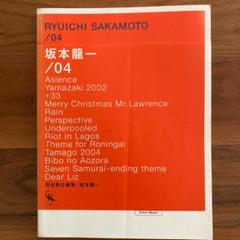 RYUICHI SAKAMOTO
/04
坂本龍一
/04
Asience
Yamazaki 2002
+33
Merry Christmas Mr. Lawrence
Rain
Perspective
Undercooled
Riot in Lagos
Theme for Roningai
Tamago 2004
Bibo no Aozora
Seven Samurai-ending theme
Dear Liz